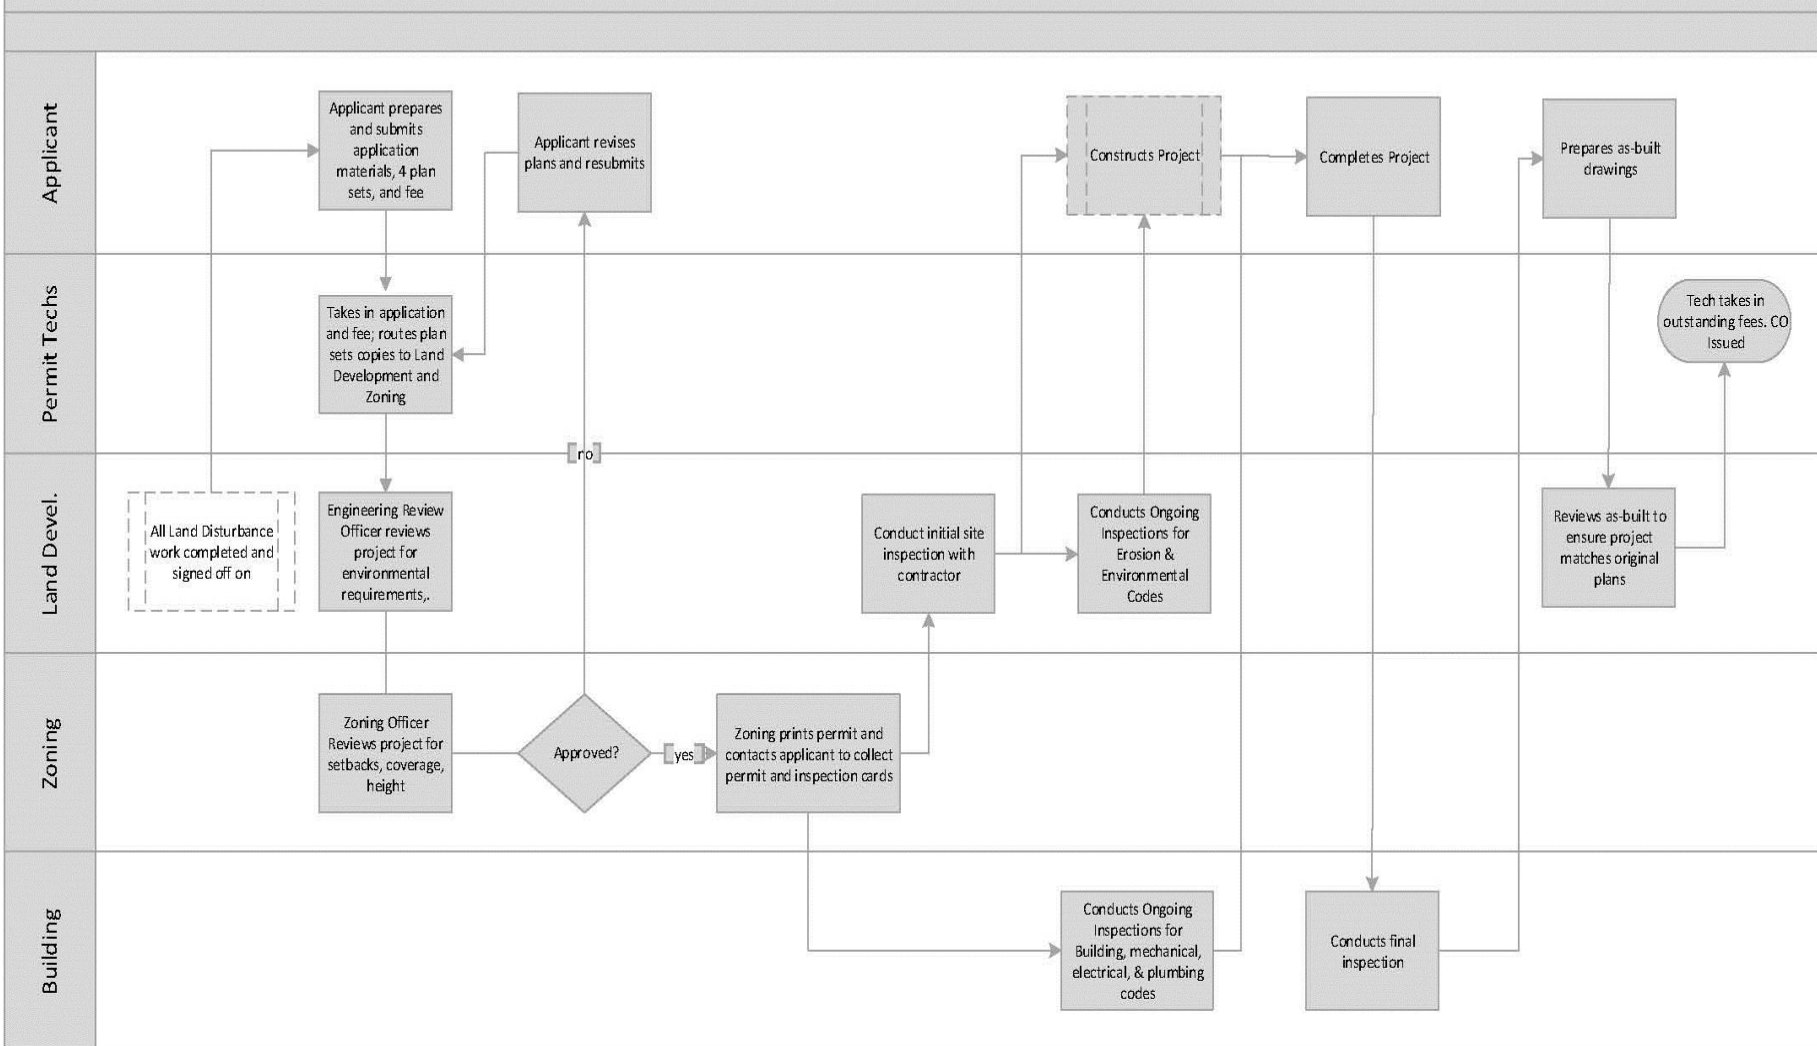 Applicant
Applicant prepares
and submits
application
materials, 4 plan
sets, and fee
Applicant revises
plans and resubmits
Constructs Project
Completes Project
Prepares as-built
drawings
Permit Techs
Takes in application
and fee; routes plan
sets copies to Land
Development and
Zoning
Tech takes in
outstanding fees. CO
Issued
no
Land Devel.
All Land Disturbance
work completed and
signed off on
Engineering Review
Officer reviews
project for
environmental
requirements,.
Conduct initial site
inspection with
contractor
Conducts Ongoing
Inspections for
Erosion &
Environmental
Codes
Reviews as-built to
ensure project
matches original
plans
Zoning
Zoning Officer
Reviews project for
setbacks, coverage,
height
Approved?
yes
Zoning prints permit and
contacts applicant to collect
permit and inspection cards
Building
Conducts Ongoing
Inspections for
Building, mechanical,
electrical, & plumbing
codes
Conducts final
inspection